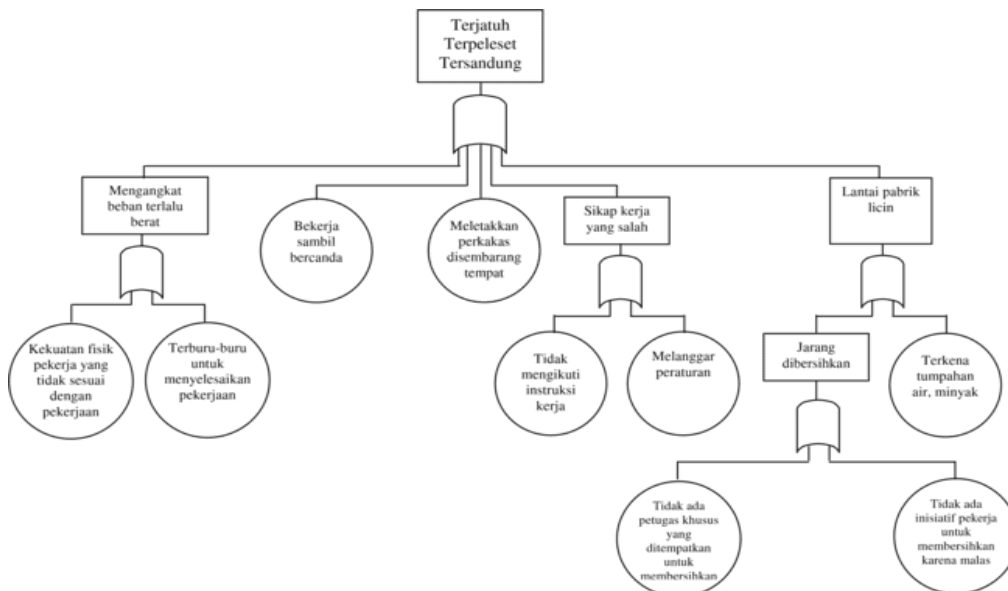 Terjatuh
Terpeleset
Tersandung
Mengangkat
beban terlalu
berat
Bekerja
sambil
bercanda
Meletakkan
perkakas
disembarang
tempat
Sikap kerja
yang salah
Lantai pabrik
licin
Kekuatan fisik
pekerja yang
tidak sesuai
dengan
pekerjaan
Terburu-buru
untuk
menyelesaikan
pekerjaan
Tidak
mengikuti
instruksi
kerja
Melanggar
peraturan
Jarang
dibersihkan
Terkena
tumpahan
air, minyak
Tidak ada
petugas khusus
yang
ditempatkan
untuk
membersihkan
Tidak ada
inisiatif pekerja
untuk
membersihkan
karena malas